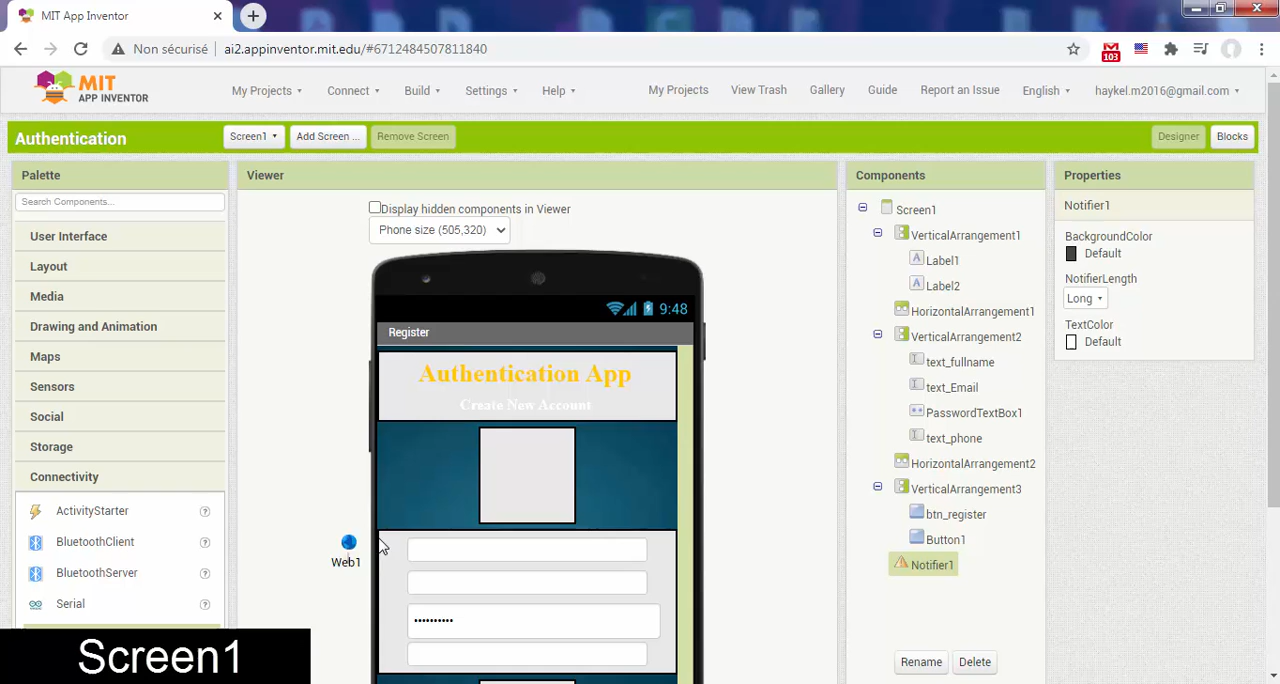 MIT App Inventor
Non sécurisé
ai2.appinventor.mit.edu/#6712484507811840
103
MIT
APP INVENTOR
My Projects
Connect
Build
Settings
Help
My Projects
View Trash
Gallery
Guide
Report an Issue
English
haykel.m2016@gmail.com
Authentication
Screen1
Add Screen ...
Remove Screen
Designer
Blocks
Palette
Search Components...
User Interface
Layout
Media
Drawing and Animation
Maps
Sensors
Social
Storage
Connectivity
ActivityStarter
BluetoothClient
BluetoothServer
Serial
Viewer
Display hidden components in Viewer
Phone size (505,320)
9:48
Register
Authentication App
Create New Account
Web1
••••••••••
Components
Screen1
VerticalArrangement1
Label1
Label2
HorizontalArrangement1
VerticalArrangement2
text_fullname
text_Email
PasswordTextBox1
text_phone
HorizontalArrangement2
VerticalArrangement3
btn_register
Button1
Notifier1
Rename
Delete
Properties
Notifier1
BackgroundColor
Default
NotifierLength
Long
TextColor
Default
Screen1